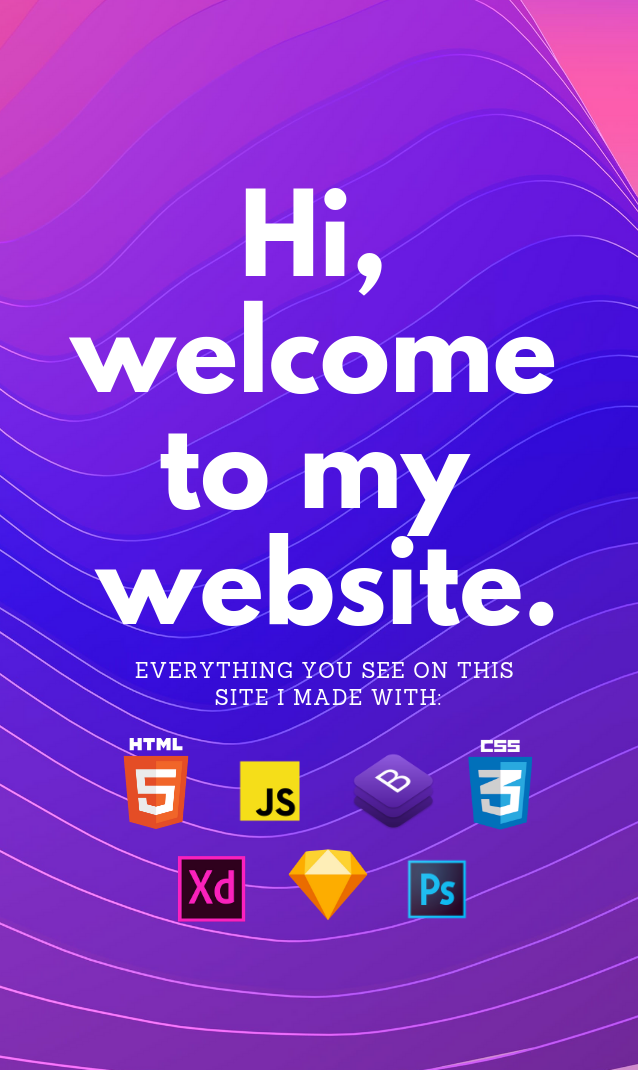 Hi,
welcome
to my
website.
EVERYTHING YOU SEE ON THIS
SITE I MADE WITH:
HTML
5
JS
B
CSS
3
Xd
Ps